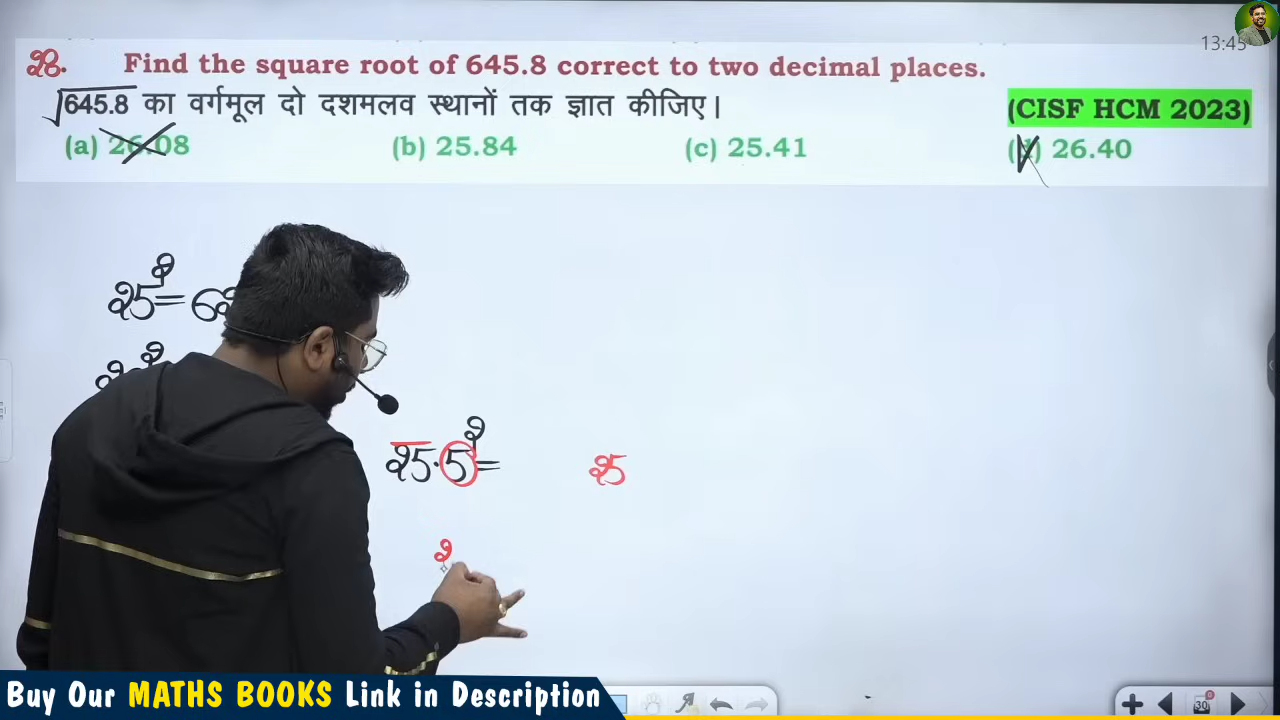 13:45
28. Find the square root of 645.8 correct to two decimal places.
√645.8 का वर्गमूल दो दशमलव स्थानों तक ज्ञात कीजिए।
(CISF HCM 2023)
(a) 26.08 (b) 25.84 (c) 25.41 (d) 26.40
25² = 62
25.5² = 25
2
Buy Our MATHS BOOKS Link in Description
30